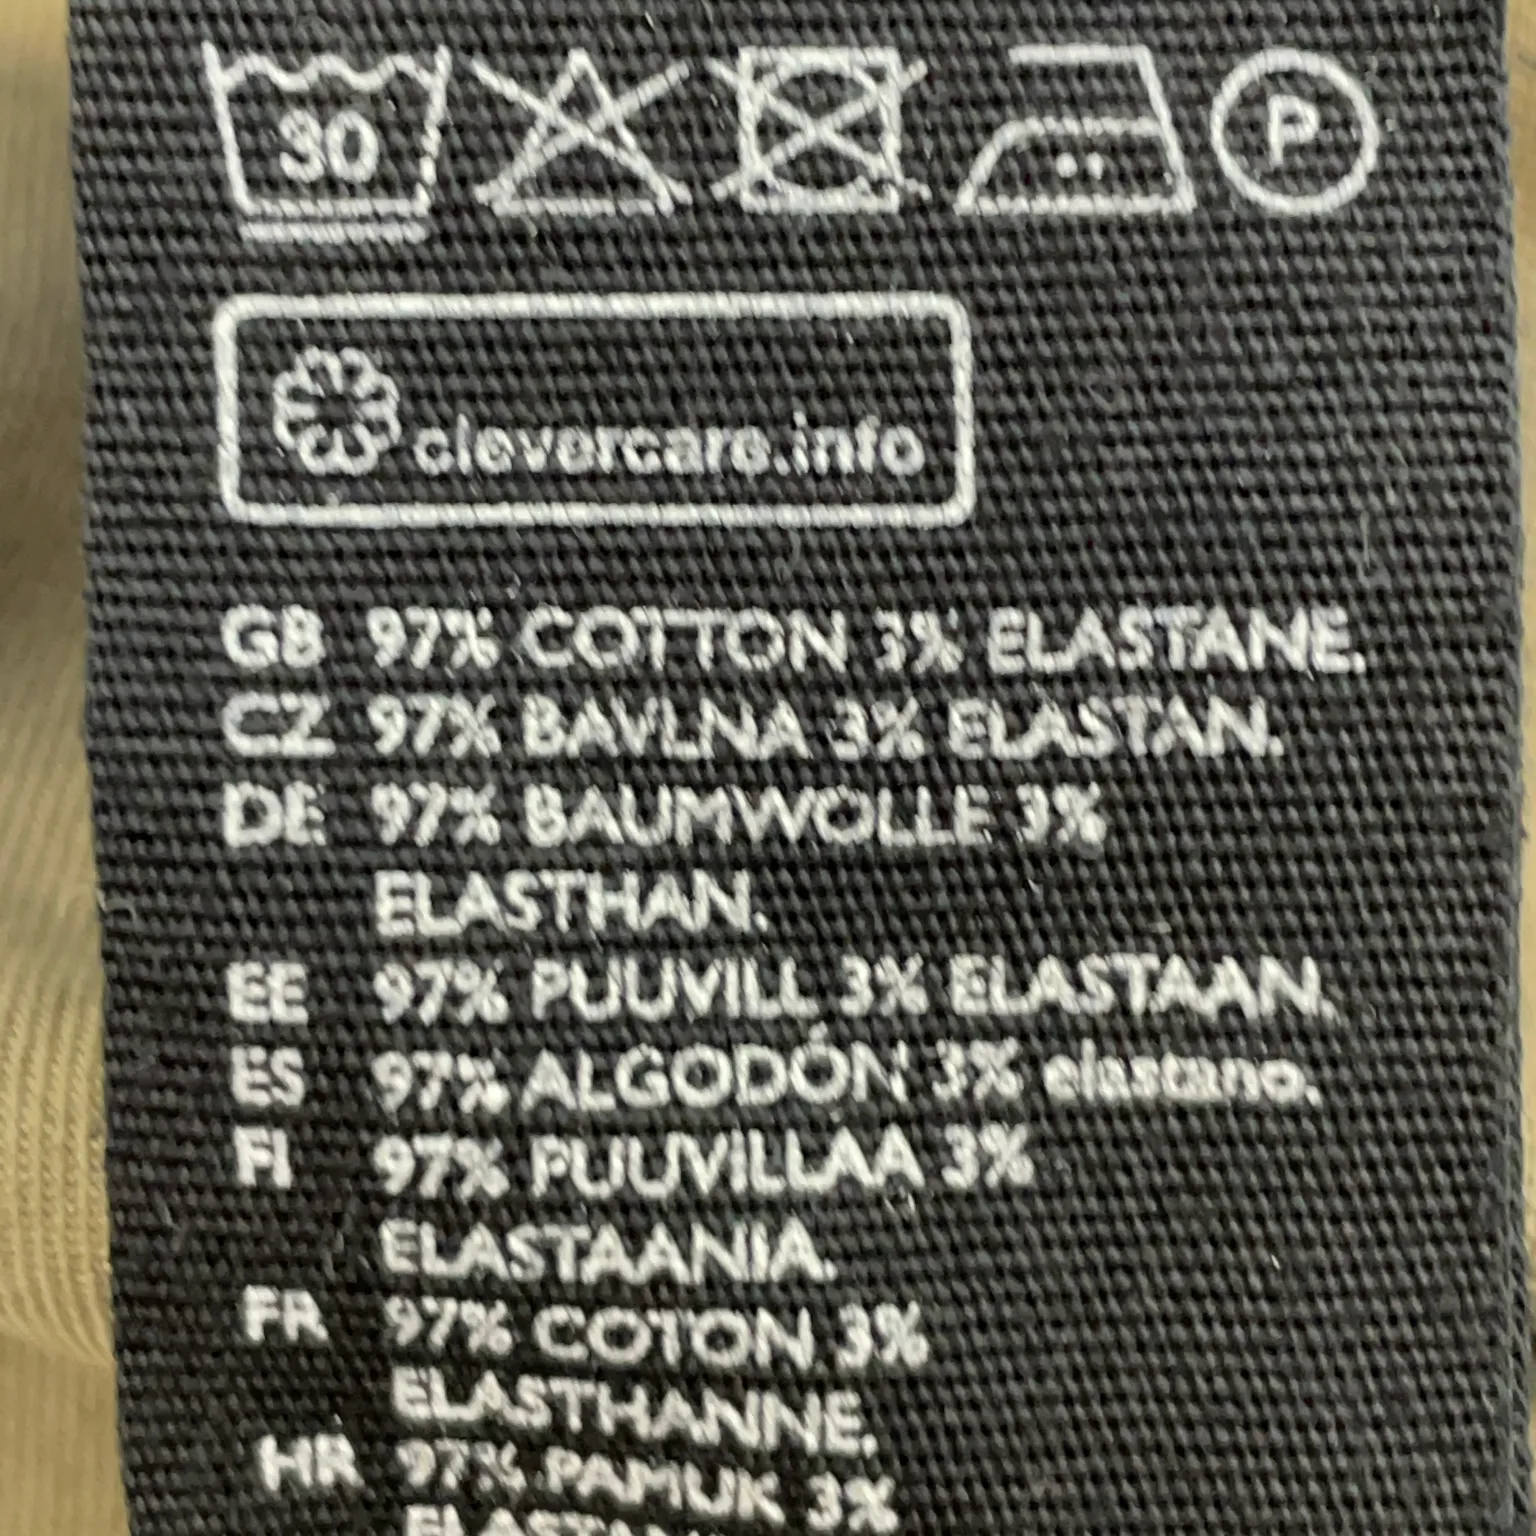 30
P
clevercare.info
GB 97% COTTON 3% ELASTANE.
CZ 97% BAVLNA 3% ELASTAN.
DE 97% BAUMWOLLE 3%
ELASTHAN.
EE 97% PUUVILL 3% ELASTAAN.
ES 97% ALGODÓN 3% elastano.
FI 97% PUUVILLAA 3%
ELASTAANIA.
FR 97% COTON 3%
ELASTHANNE.
HR 97% PAMUK 3%